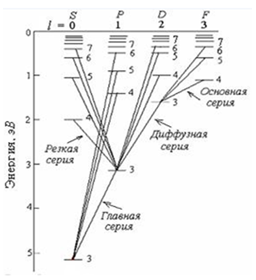 S P D F
l = 0 1 2 3
0
1
2
3
4
5
Энергия, эВ
7
6
5
4
3
7
6
5
4
3
7
6
5
4
3
7
6
5
4
Резкая
серия
Диффузная
серия
Основная
серия
Главная
серия